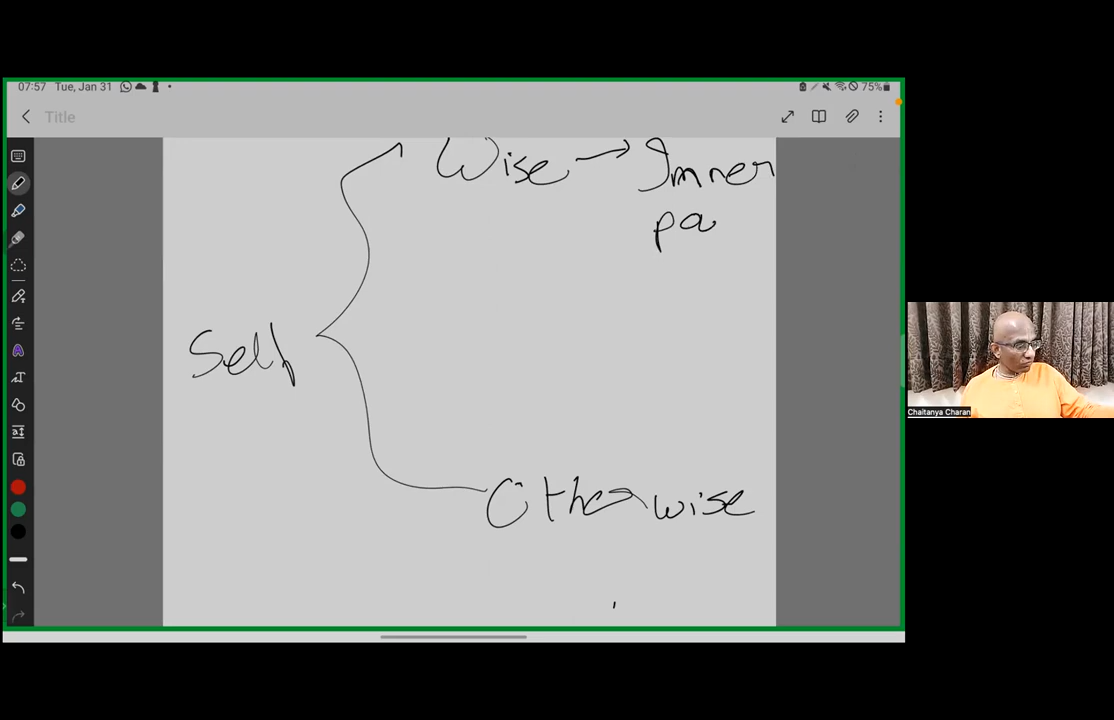 07:57 Tue, Jan 31 75%
Title
Wise → Inner
pa
Self
Otherwise
Chaitanya Charan